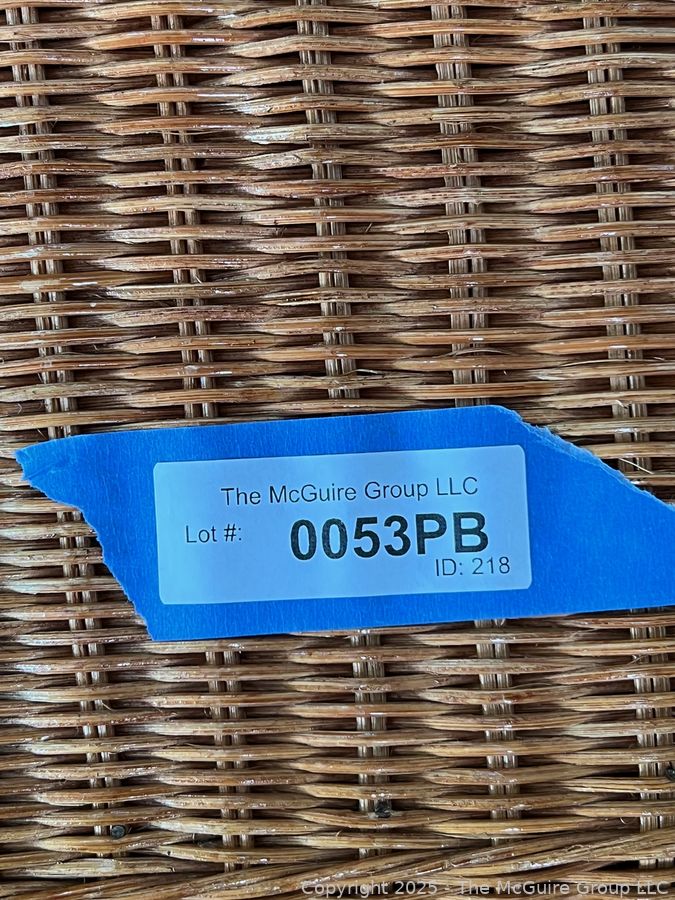 The McGuire Group LLC
Lot #: 0053PB
ID: 218
Copyright 2025 - The McGuire Group LLC